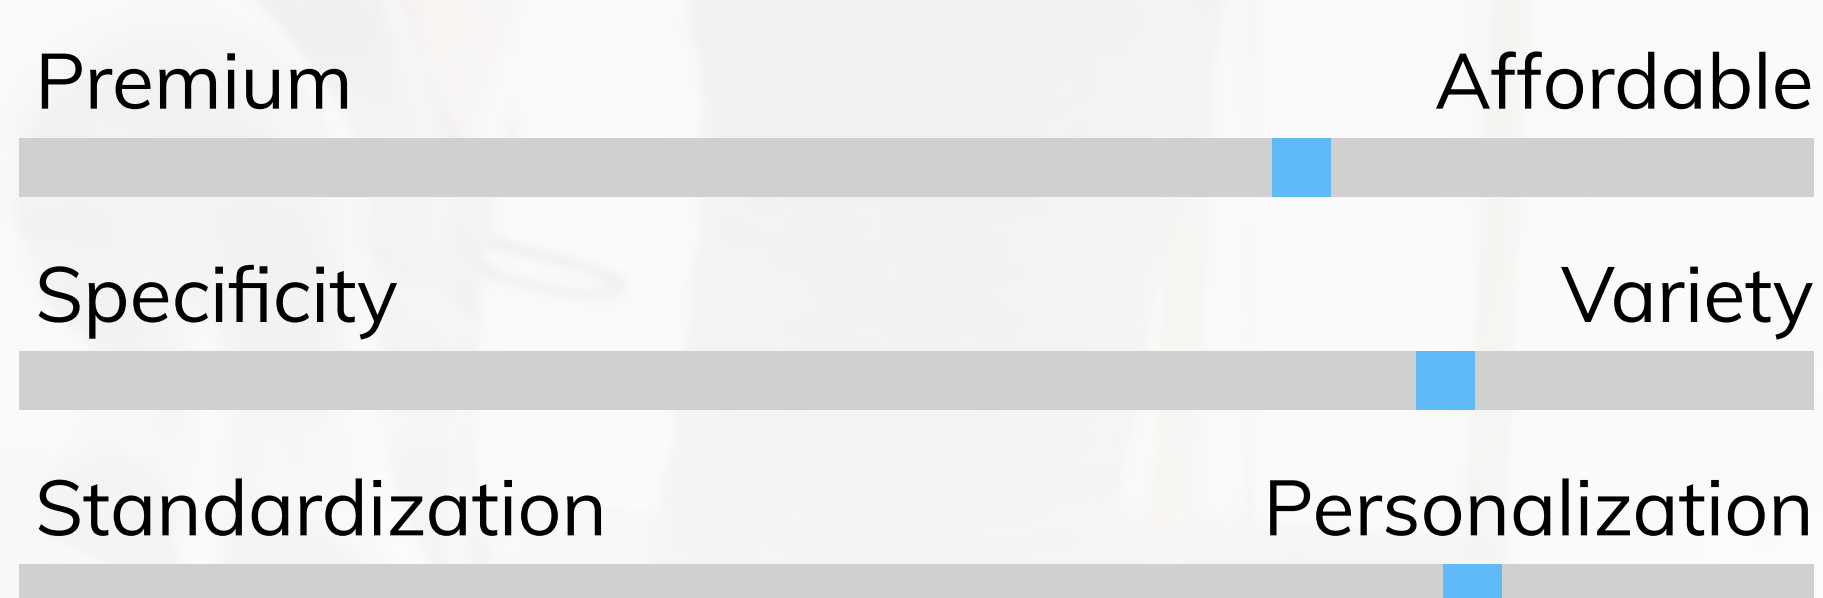 Premium Affordable
Specificity Variety
Standardization Personalization